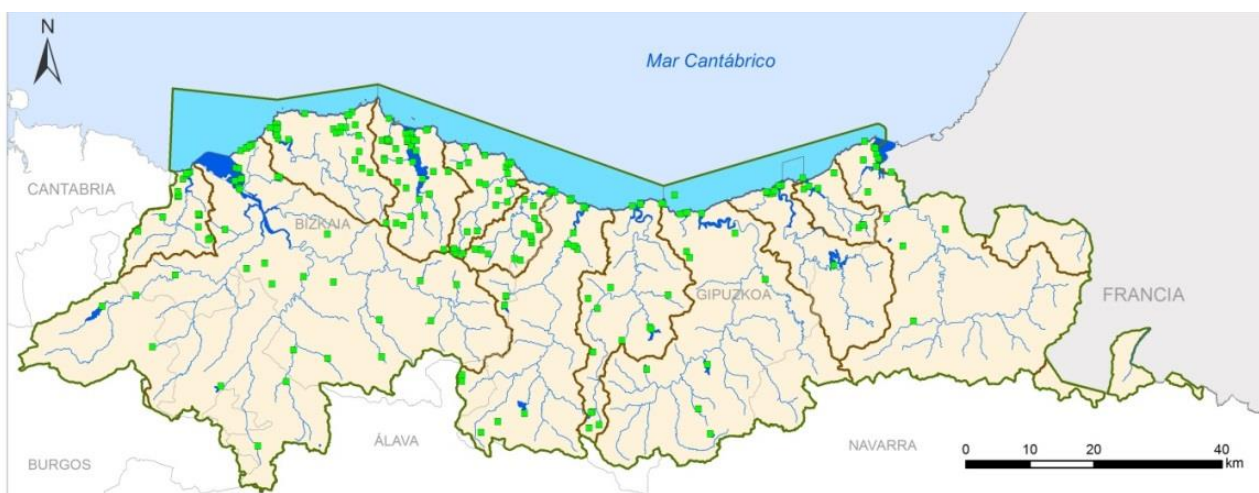 N
Mar Cantábrico
CANTABRIA
BIZKAIA
GIPUZKOA
FRANCIA
ÁLAVA
NAVARRA
BURGOS
0 10 20 40
km